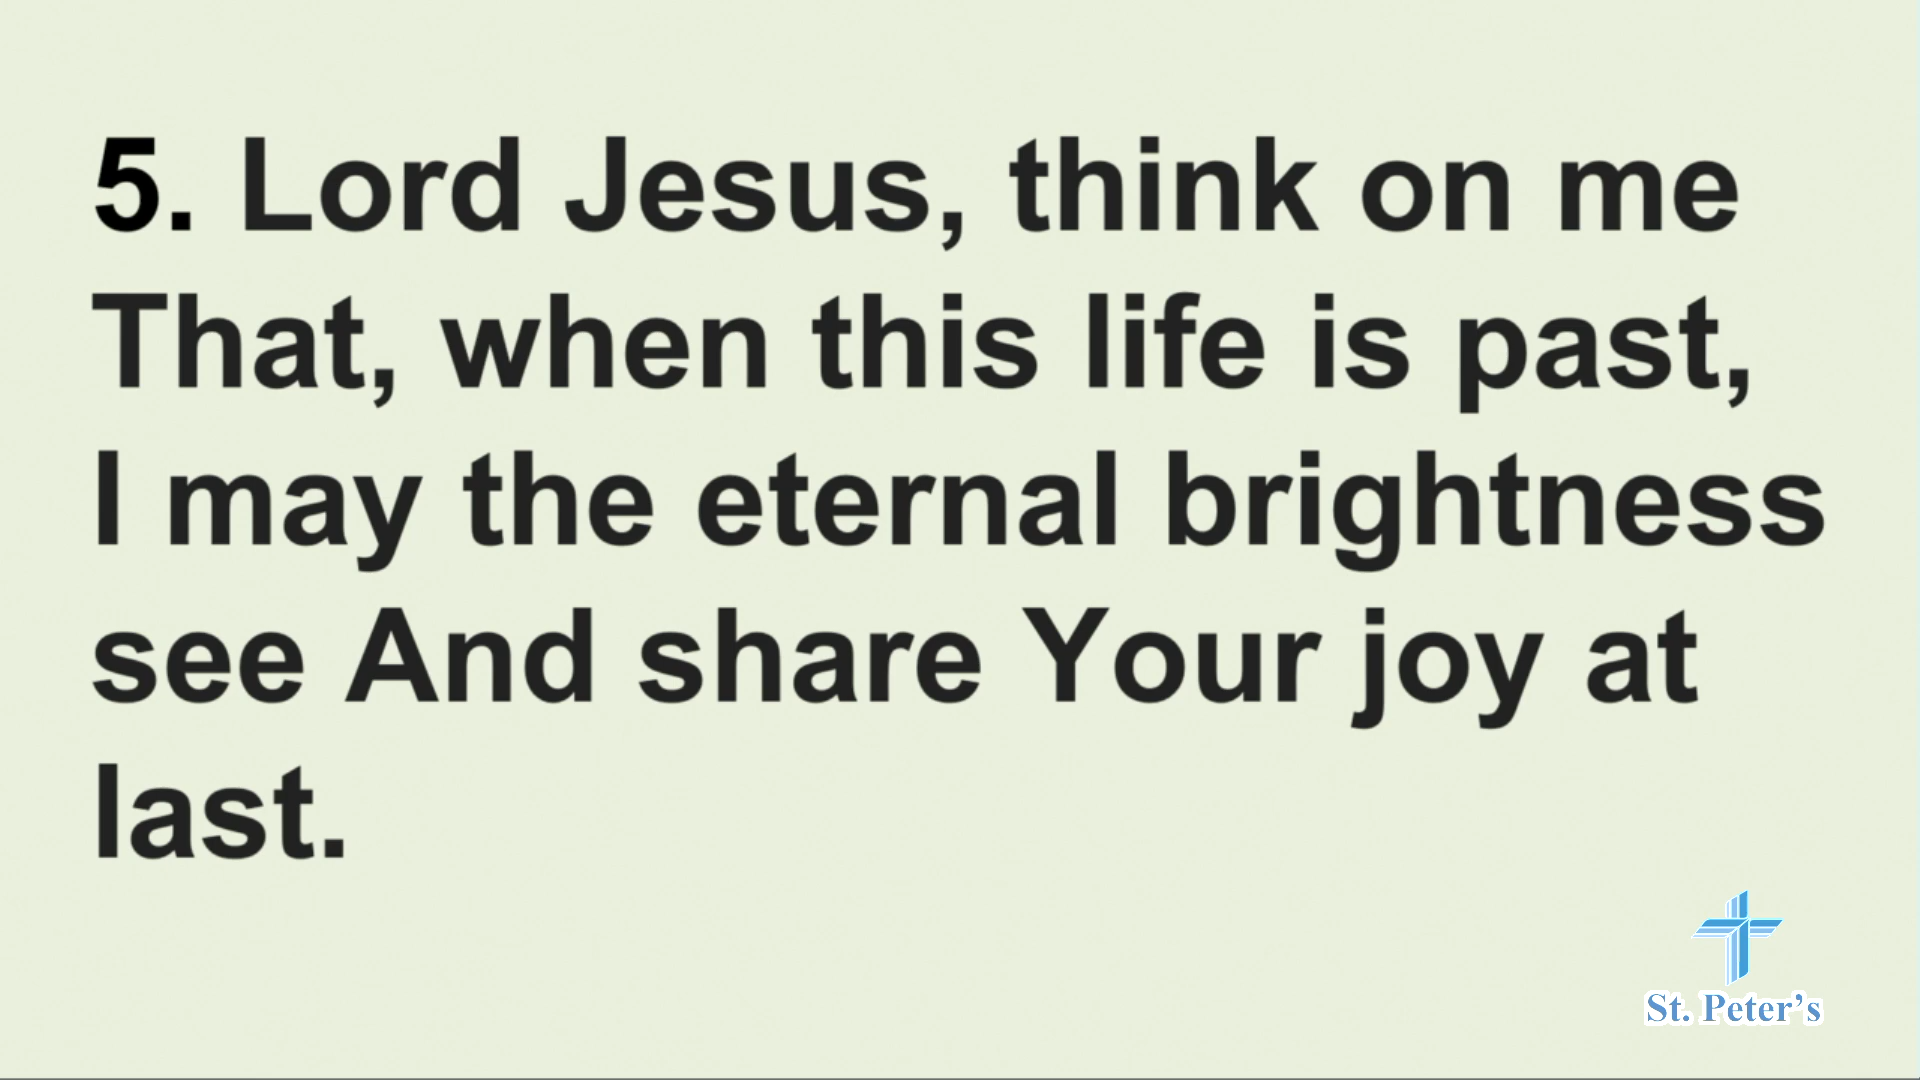 5. Lord Jesus, think on me
That, when this life is past,
I may the eternal brightness
see And share Your joy at
last.
St. Peter's